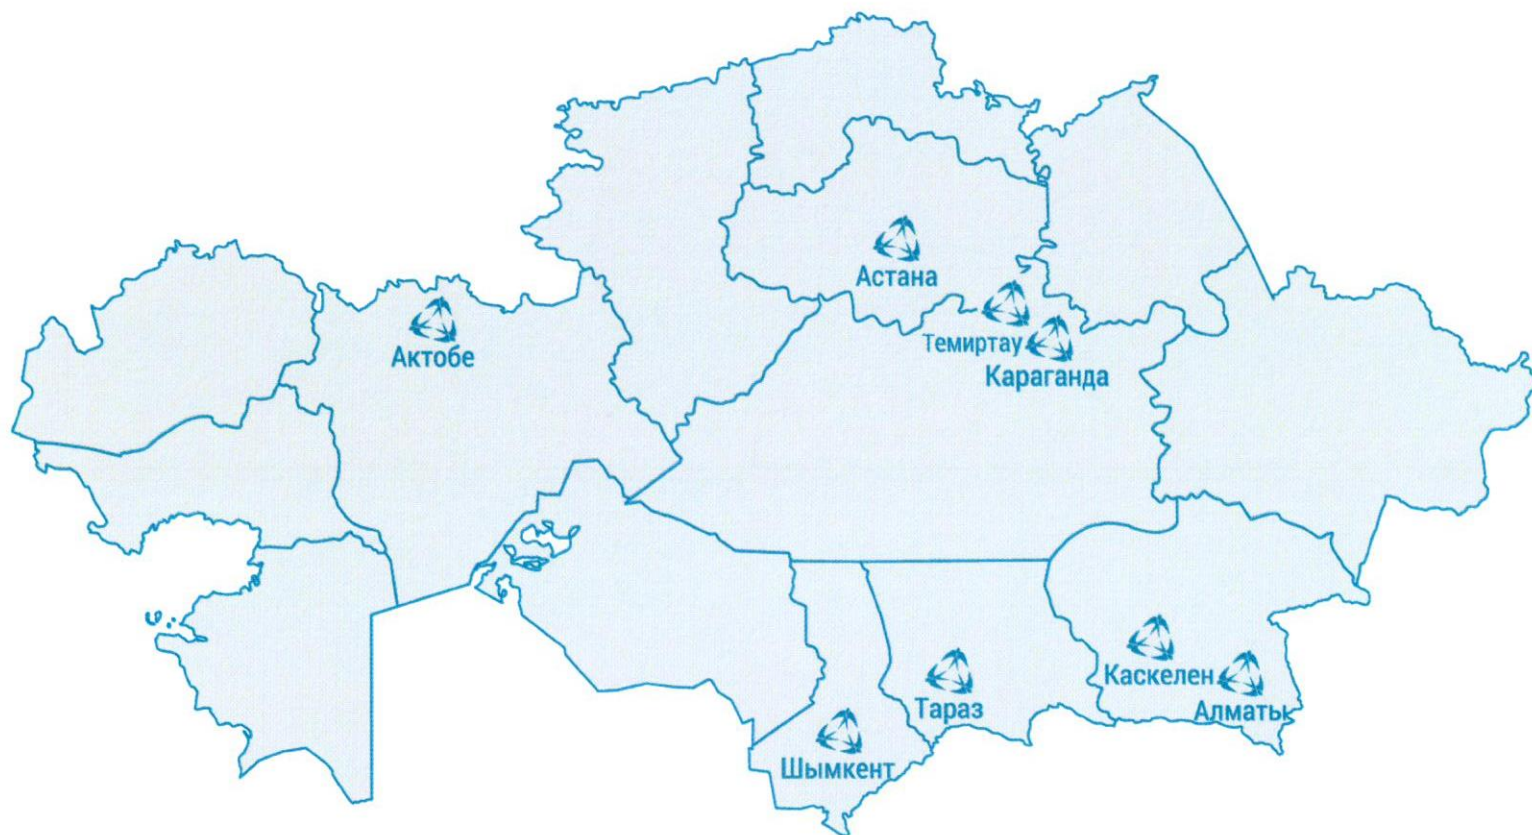 Астана
Актобе
Темиртау
Караганда
Каскелен
Алматы
Тараз
Шымкент